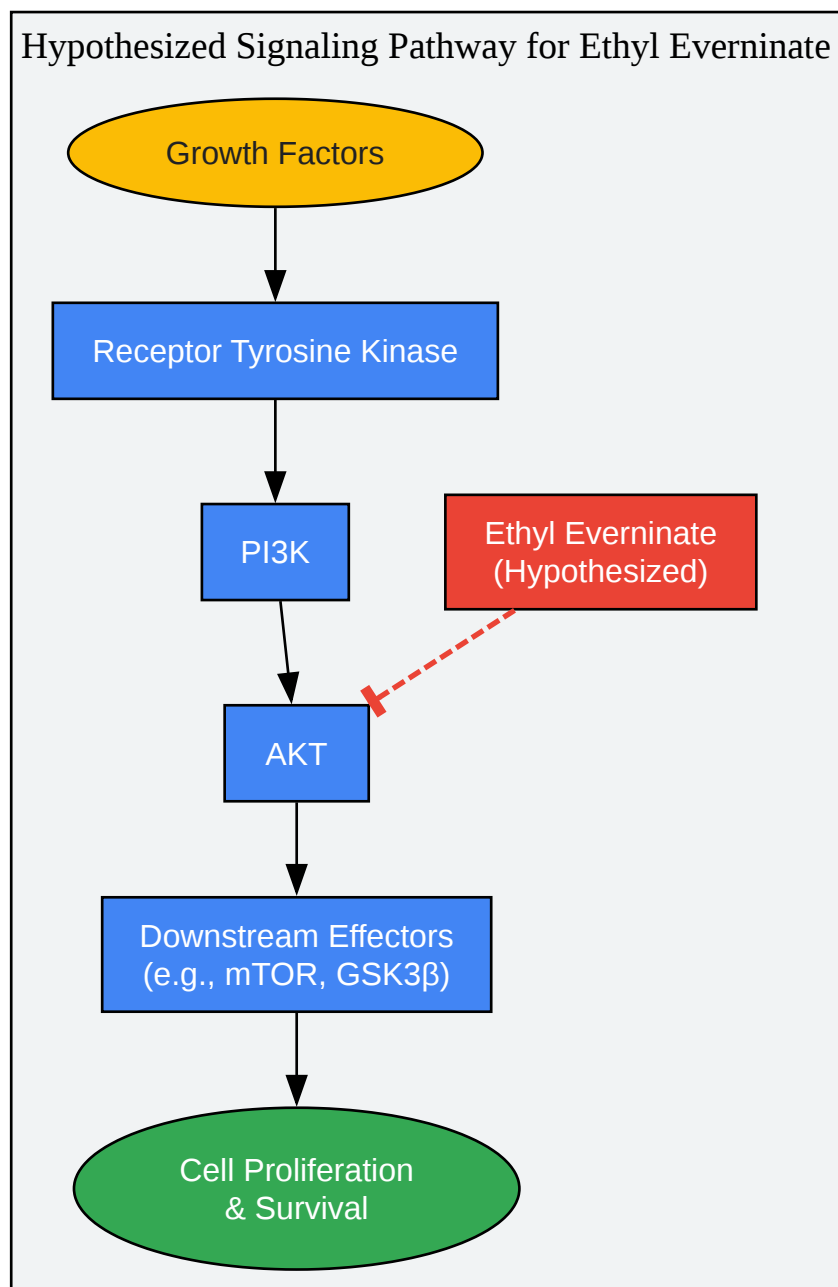 Hypothesized Signaling Pathway for Ethyl Everninate
Growth Factors
Receptor Tyrosine Kinase
PI3K
Ethyl Everninate
(Hypothesized)
AKT
Downstream Effectors
(e.g., mTOR, GSK3β)
Cell Proliferation
& Survival